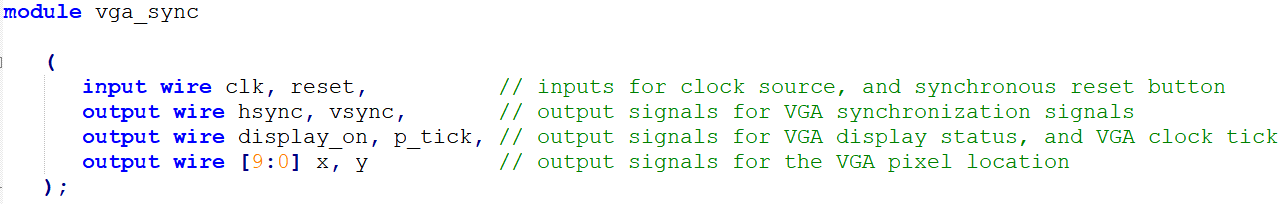 module vga_sync
(
input wire clk, reset, // inputs for clock source, and synchronous reset button
output wire hsync, vsync, // output signals for VGA synchronization signals
output wire display_on, p_tick, // output signals for VGA display status, and VGA clock tick
output wire [9:0] x, y // output signals for the VGA pixel location
);